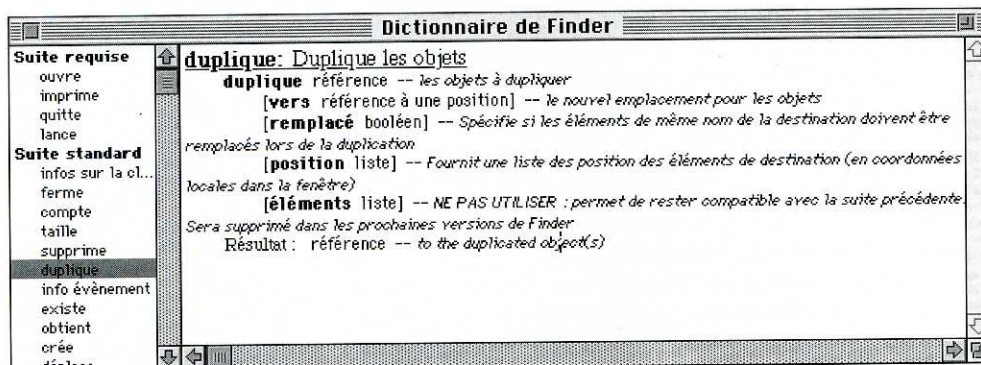 Dictionnaire de Finder
Suite requise
ouvre
imprime
quitte
lance
Suite standard
infos sur la cl...
ferme
compte
taille
supprime
duplique
info évènement
existe
obtient
crée
duplique: Duplique les objets
duplique référence -- les objets à dupliquer
[vers référence à une position] -- le nouvel emplacement pour les objets
[remplacé booléen] -- Spécifie si les éléments de même nom de la destination doivent être
remplacés lors de la duplication
[position liste] -- Fournit une liste des position des éléments de destination (en coordonnées
locales dans la fenêtre)
[éléments liste] -- NE PAS UTILISER : permet de rester compatible avec la suite précédente.
Sera supprimé dans les prochaines versions de Finder
Résultat : référence -- to the duplicated object(s)